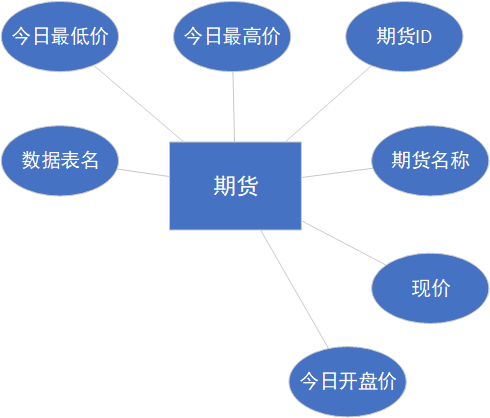 今日最低价
今日最高价
期货ID
数据表名
期货
期货名称
现价
今日开盘价